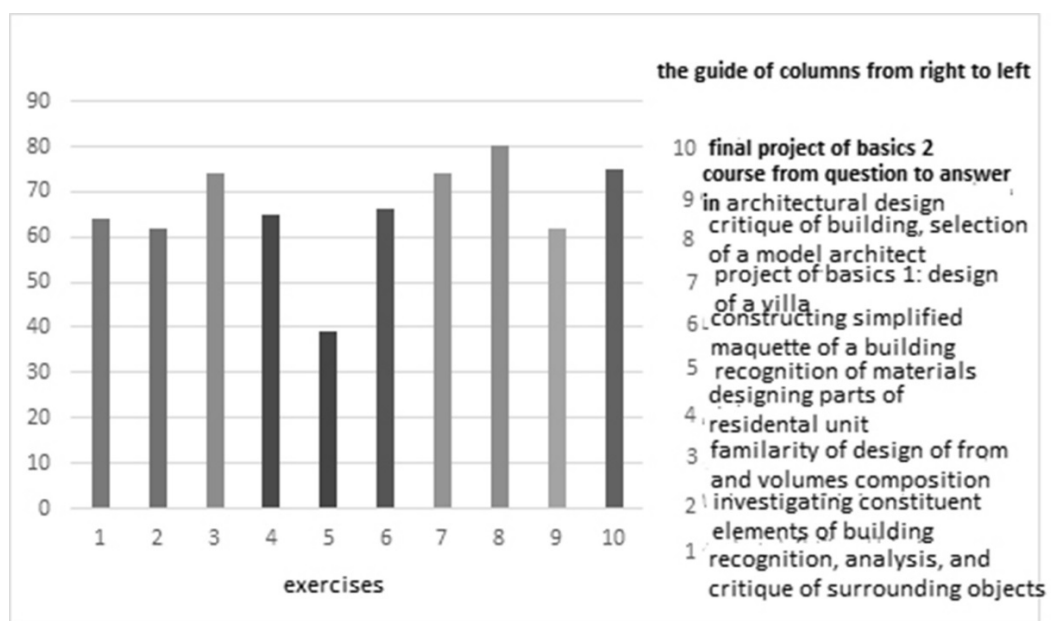 the guide of columns from right to left
90
80
70
60
50
40
30
20
10
0
1 2 3 4 5 6 7 8 9 10
exercises
10 final project of basics 2
course from question to answer
9 in architectural design
critique of building, selection
8 of a model architect
7 project of basics 1: design
of a villa
6 constructing simplified
maquette of a building
5 recognition of materials
designing parts of
4 residental unit
3 familarity of design of from
and volumes composition
2 investigating constituent
elements of building
1 recognition, analysis, and
critique of surrounding objects